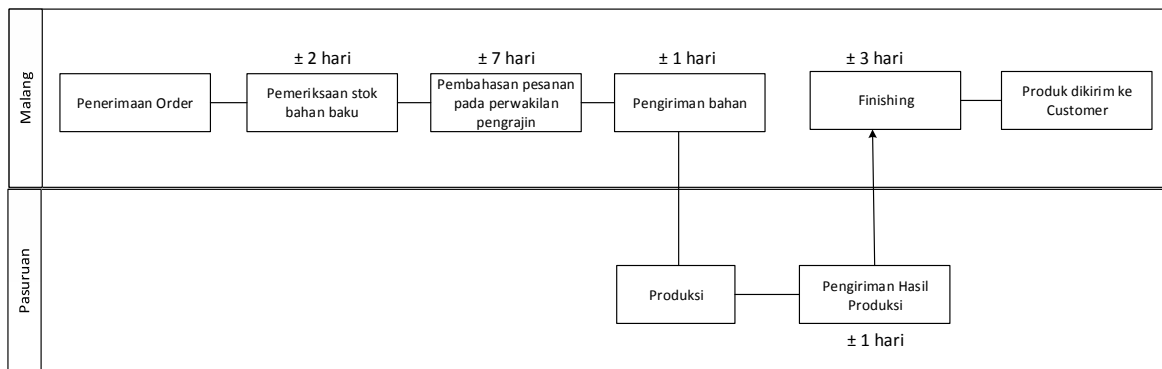 Malang
Penerimaan Order
± 2 hari
Pemeriksaan stok
bahan baku
± 7 hari
Pembahasan pesanan
pada perwakilan
pengrajin
± 1 hari
Pengiriman bahan
± 3 hari
Finishing
Produk dikirim ke
Customer
Pasuruan
Produksi
Pengiriman Hasil
Produksi
± 1 hari